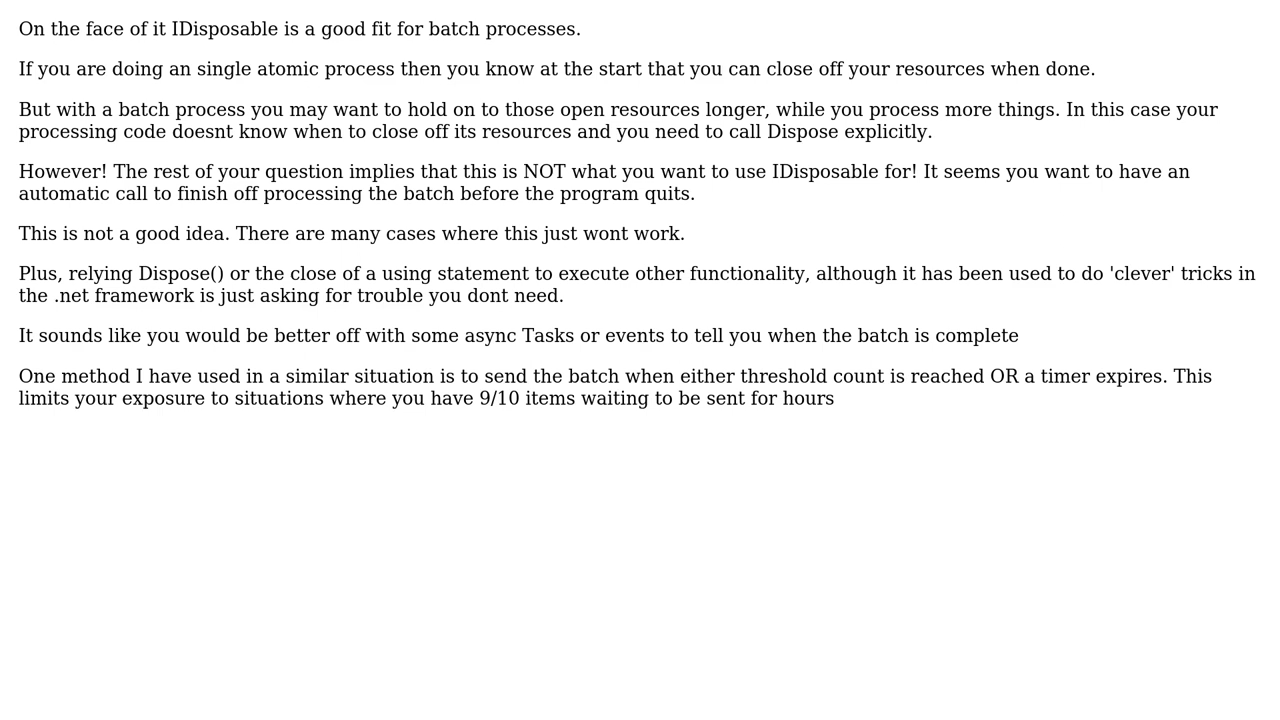 On the face of it IDisposable is a good fit for batch processes.
If you are doing an single atomic process then you know at the start that you can close off your resources when done.
But with a batch process you may want to hold on to those open resources longer, while you process more things. In this case your
processing code doesnt know when to close off its resources and you need to call Dispose explicitly.
However! The rest of your question implies that this is NOT what you want to use IDisposable for! It seems you want to have an
automatic call to finish off processing the batch before the program quits.
This is not a good idea. There are many cases where this just wont work.
Plus, relying Dispose() or the close of a using statement to execute other functionality, although it has been used to do 'clever' tricks in
the .net framework is just asking for trouble you dont need.
It sounds like you would be better off with some async Tasks or events to tell you when the batch is complete
One method I have used in a similar situation is to send the batch when either threshold count is reached OR a timer expires. This
limits your exposure to situations where you have 9/10 items waiting to be sent for hours